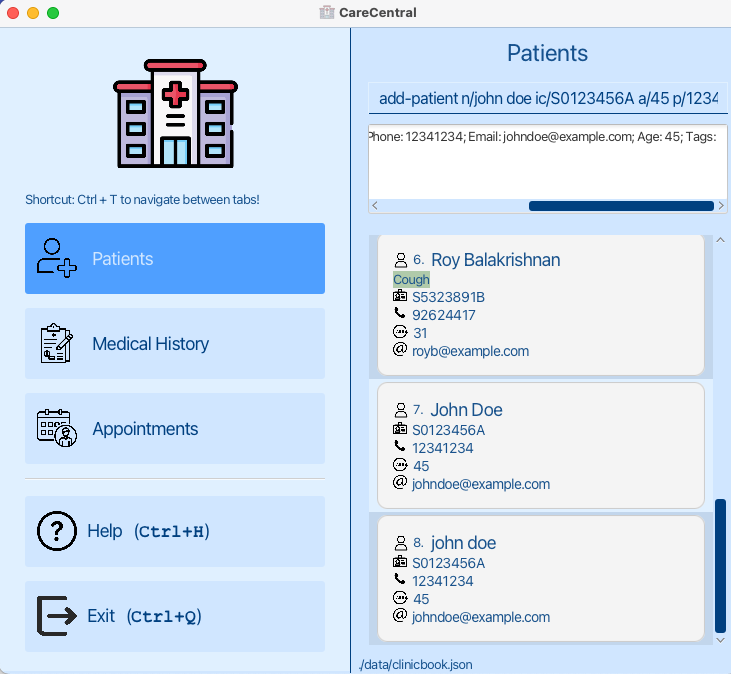 CareCentral
Shortcut: Ctrl + T to navigate between tabs!
Patients
Medical History
Appointments
Help (Ctrl+H)
Exit (Ctrl+Q)
Patients
add-patient n/john doe ic/S0123456A a/45 p/1234
Phone: 12341234; Email: johndoe@example.com; Age: 45; Tags:
6. Roy Balakrishnan
Cough
S5323891B
92624417
31
royb@example.com
7. John Doe
S0123456A
12341234
45
johndoe@example.com
8. john doe
S0123456A
12341234
45
johndoe@example.com
./data/clinicbook.json